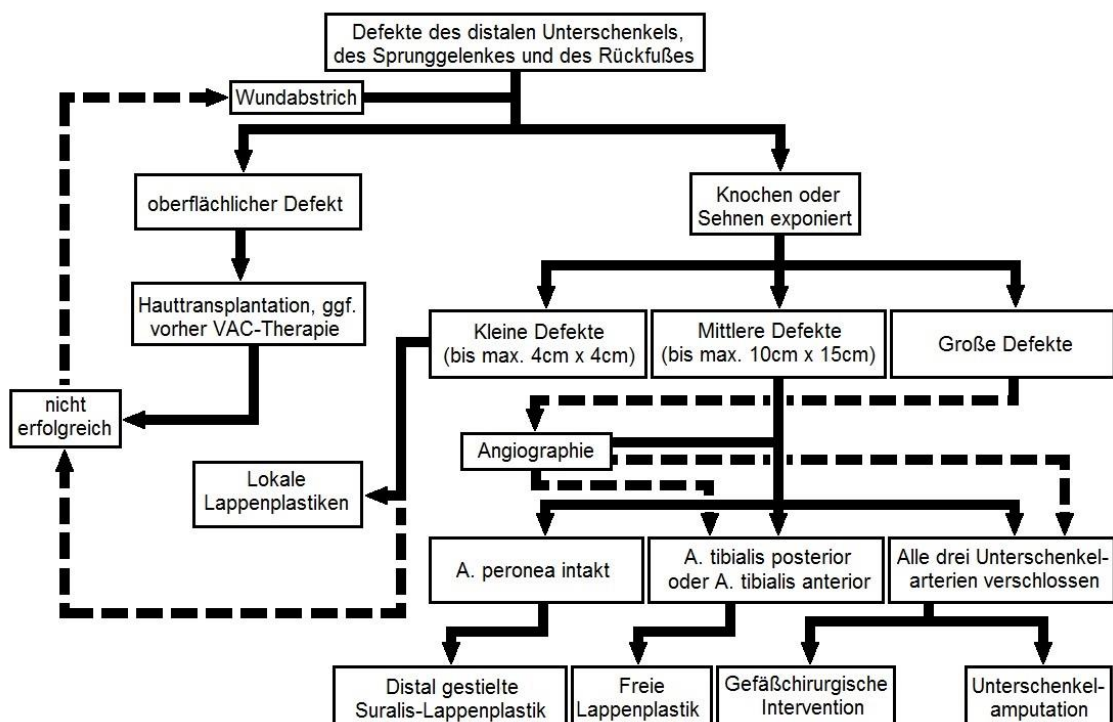 Defekte des distalen Unterschenkels,
des Sprunggelenkes und des Rückfußes
Wundabstrich
oberflächlicher Defekt
Knochen oder
Sehnen exponiert
Hauttransplantation, ggf.
vorher VAC-Therapie
Kleine Defekte
(bis max. 4cm x 4cm)
Mittlere Defekte
(bis max. 10cm x 15cm)
Große Defekte
nicht
erfolgreich
Angiographie
Lokale
Lappenplastiken
A. peronea intakt
A. tibialis posterior
oder A. tibialis anterior
Alle drei Unterschenkel-
arterien verschlossen
Distal gestielte
Suralis-Lappenplastik
Freie
Lappenplastik
Gefäßchirurgische
Intervention
Unterschenkel-
amputation